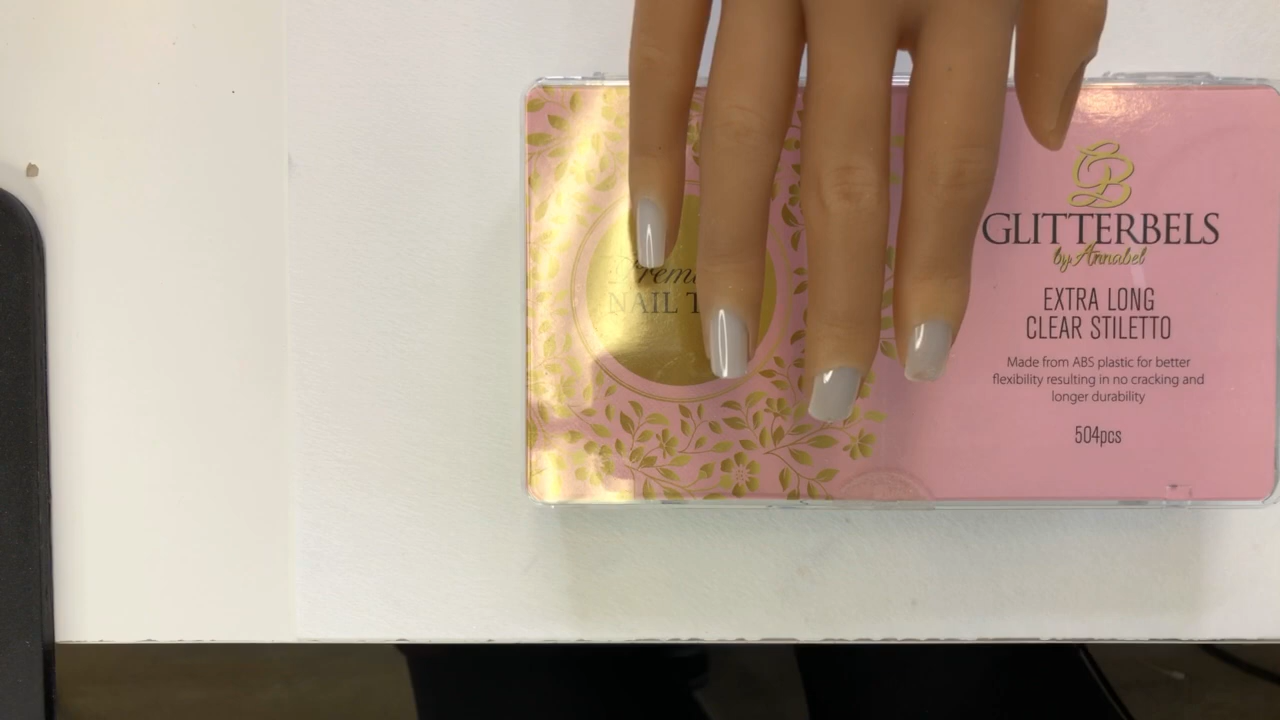 NAIL
GB
GLITTERBELS
by Annabel
EXTRA LONG
CLEAR STILETTO
Made from ABS plastic for better
flexibility resulting in no cracking and
longer durability
504pcs